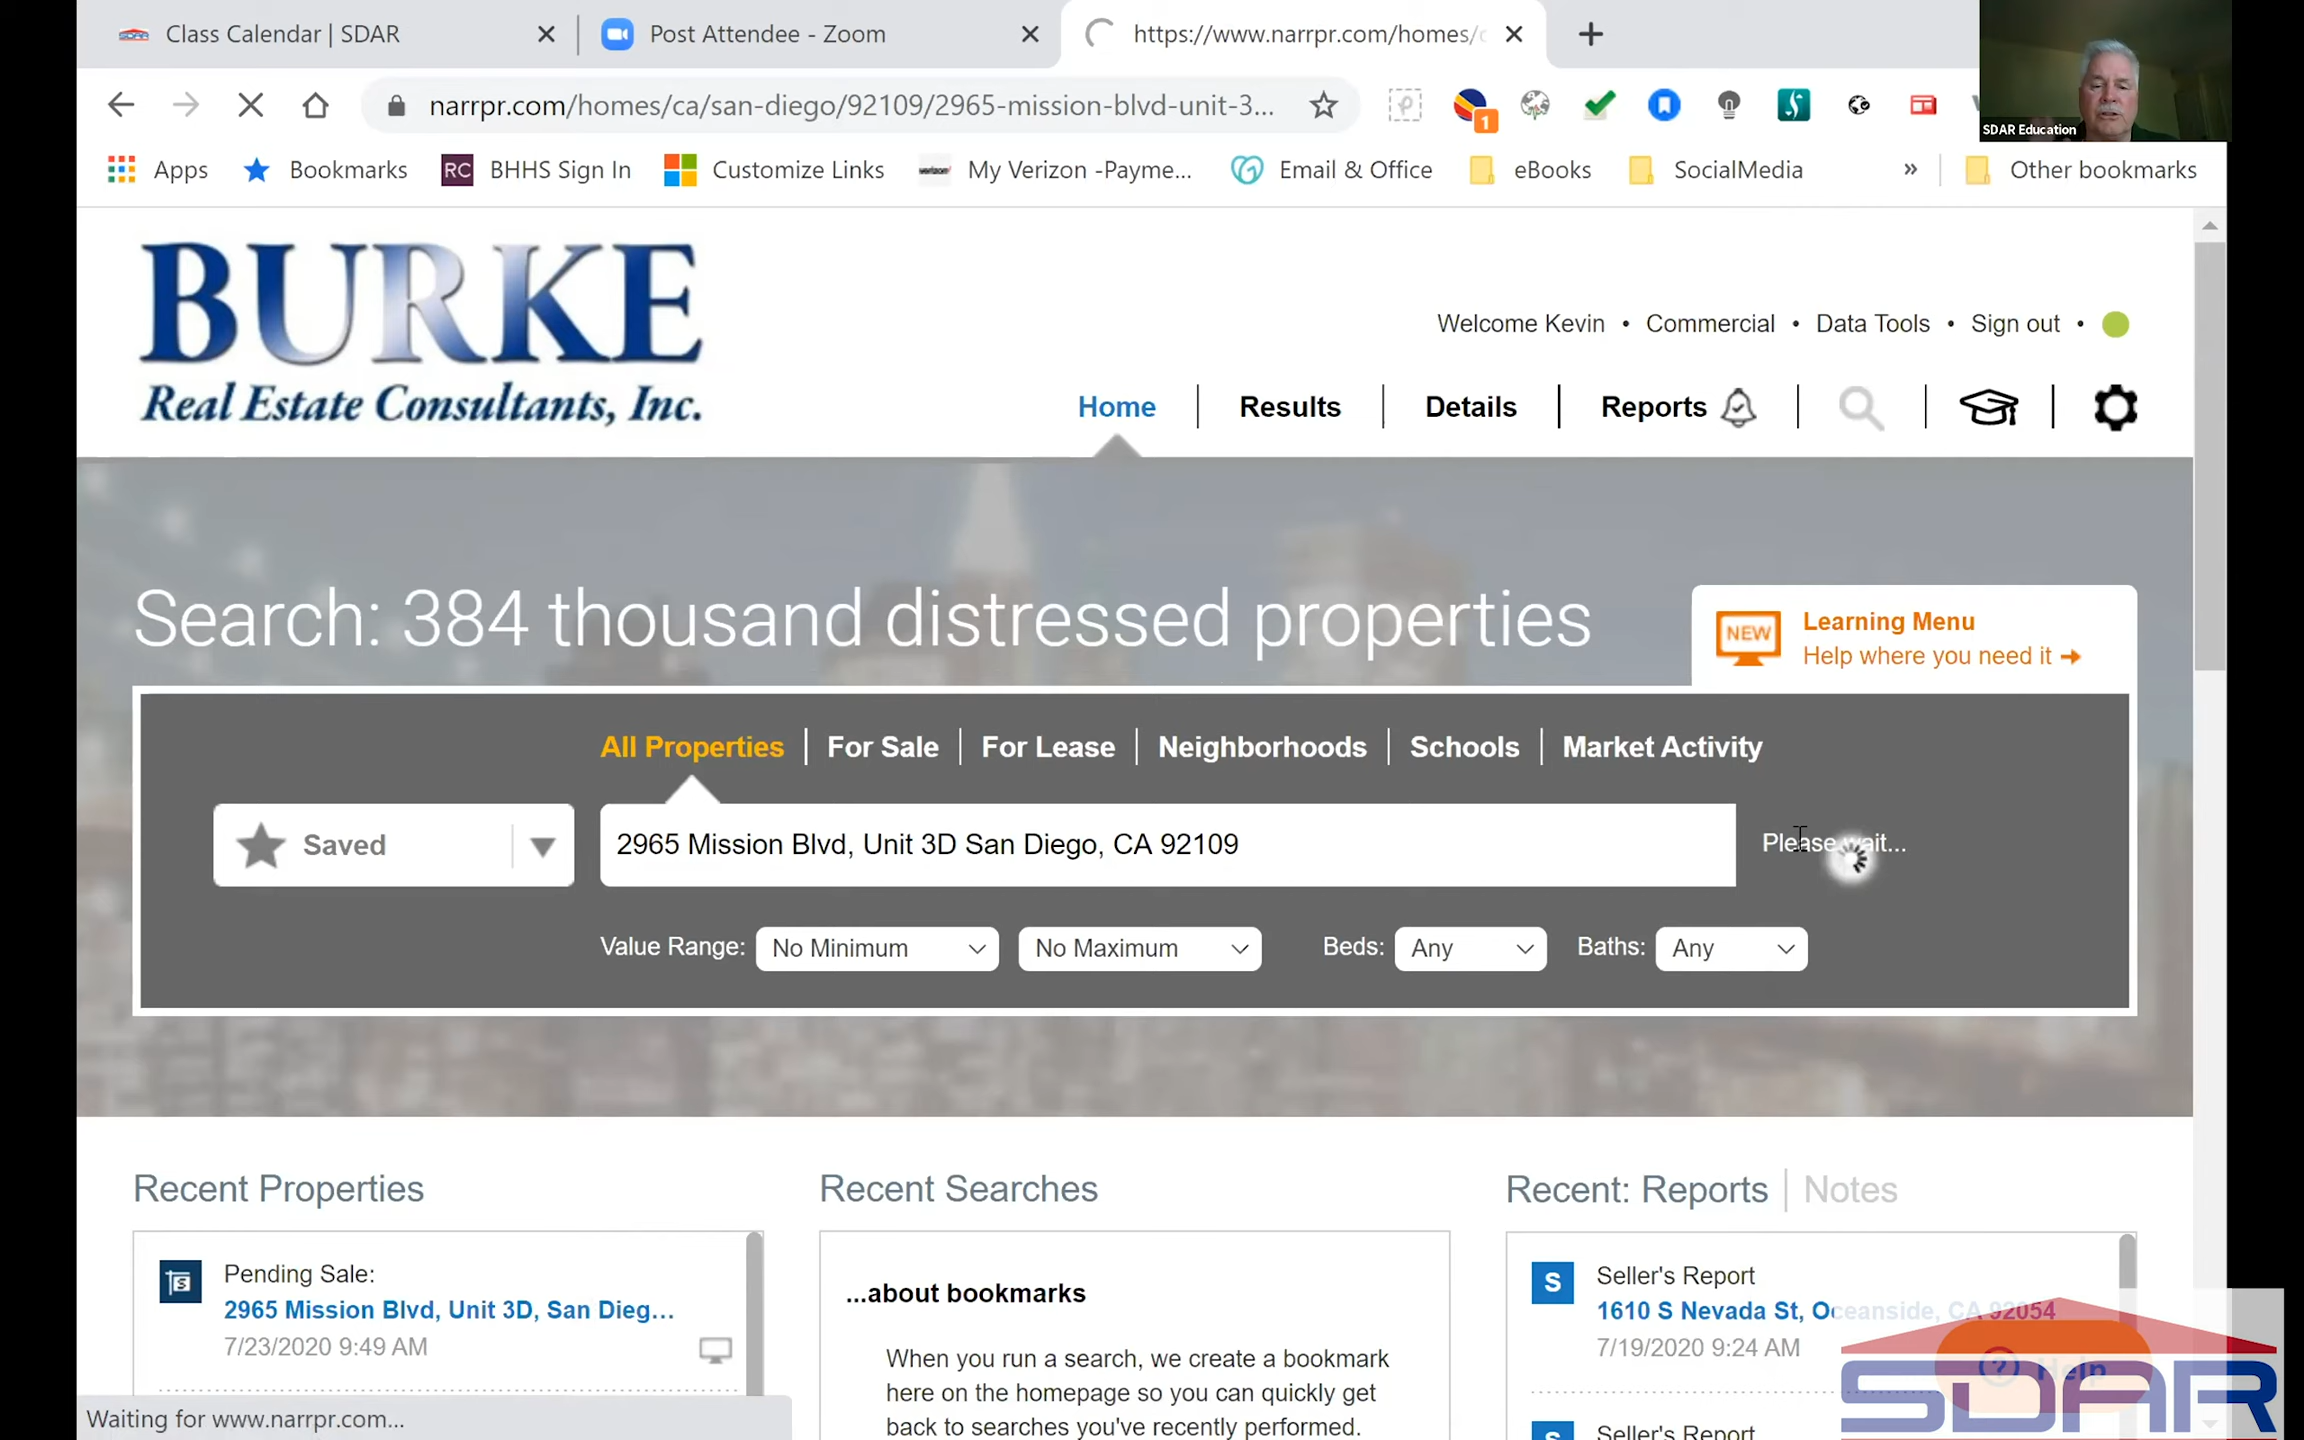 Class Calendar | SDAR
Post Attendee - Zoom
https://www.narrpr.com/homes/
narrpr.com/homes/ca/san-diego/92109/2965-mission-blvd-unit-3...
1
SDAR Education
Apps
Bookmarks
RC
BHHS Sign In
Customize Links
verizon
My Verizon -Payme...
Email & Office
eBooks
SocialMedia
»
Other bookmarks
BURKE
Real Estate Consultants, Inc.
Welcome Kevin • Commercial • Data Tools • Sign out •
Home
Results
Details
Reports
Search: 384 thousand distressed properties
NEW
Learning Menu
Help where you need it
All Properties
For Sale
For Lease
Neighborhoods
Schools
Market Activity
Saved
2965 Mission Blvd, Unit 3D San Diego, CA 92109
Please wait...
Value Range:
No Minimum
No Maximum
Beds:
Any
Baths:
Any
Recent Properties
Recent Searches
Recent: Reports
Notes
Pending Sale:
2965 Mission Blvd, Unit 3D, San Dieg...
7/23/2020 9:49 AM
...about bookmarks
When you run a search, we create a bookmark
here on the homepage so you can quickly get
back to searches you've recently performed.
S
Seller's Report
1610 S Nevada St, Oceanside, CA 92054
7/19/2020 9:24 AM
Help
Seller's Report
SDAR
Waiting for www.narrpr.com...